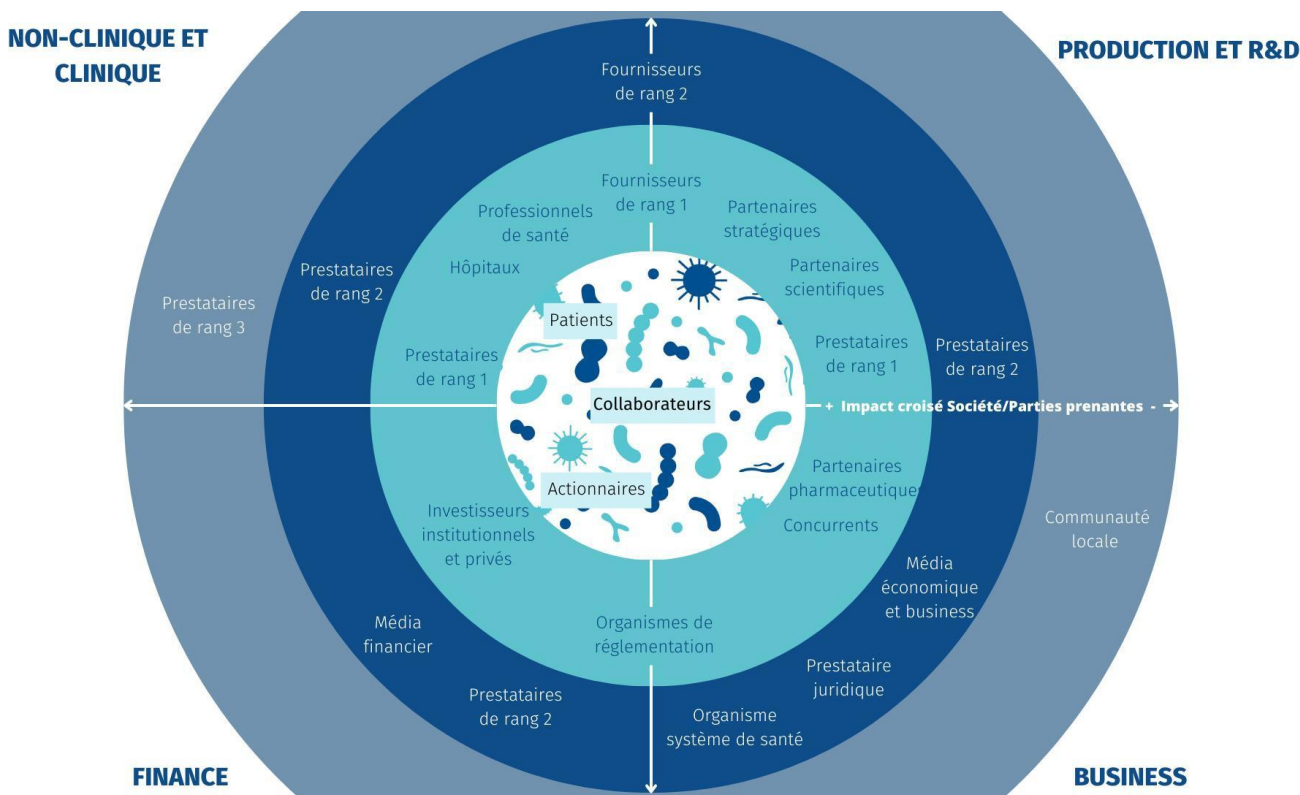 NON-CLINIQUE ET
CLINIQUE
PRODUCTION ET R&D
Fournisseurs
de rang 2
Fournisseurs
de rang 1
Professionnels
de santé
Partenaires
stratégiques
Hôpitaux
Partenaires
scientifiques
Prestataires
de rang 2
Prestataires
de rang 3
Patients
Prestataires
de rang 1
Prestataires
de rang 1
Prestataires
de rang 2
Collaborateurs
+ Impact croisé Société/Parties prenantes -
Actionnaires
Partenaires
pharmaceutiques
Concurrents
Investisseurs
institutionnels
et privés
Communauté
locale
Média
économique
et business
Média
financier
Organismes de
réglementation
Prestataire
juridique
Prestataires
de rang 2
Organisme
système de santé
FINANCE
BUSINESS